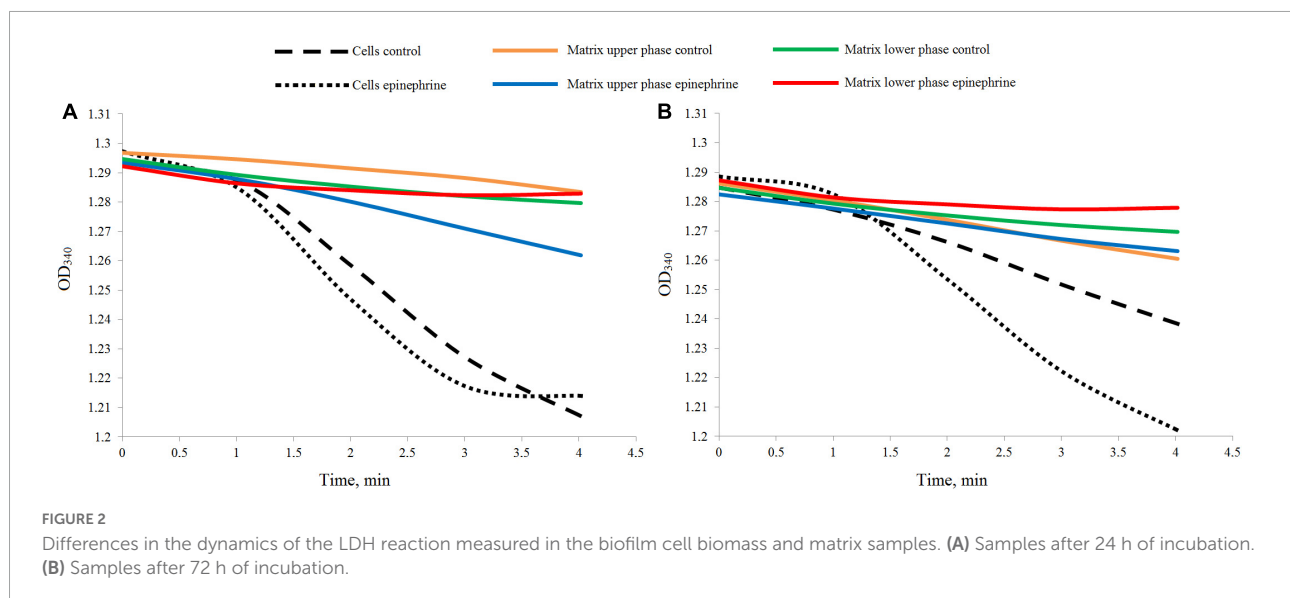 Cells control
Matrix upper phase control
Matrix lower phase control
Cells epinephrine
Matrix upper phase epinephrine
Matrix lower phase epinephrine
A
1.31
1.3
1.29
1.28
1.27
1.26
1.25
1.24
1.23
1.22
1.21
1.2
OD340
0 0.5 1 1.5 2 2.5 3 3.5 4 4.5
Time, min
B
1.31
1.3
1.29
1.28
1.27
1.26
1.25
1.24
1.23
1.22
1.21
1.2
OD340
0 0.5 1 1.5 2 2.5 3 3.5 4 4.5
Time, min
FIGURE 2
Differences in the dynamics of the LDH reaction measured in the biofilm cell biomass and matrix samples. (A) Samples after 24 h of incubation.
(B) Samples after 72 h of incubation.